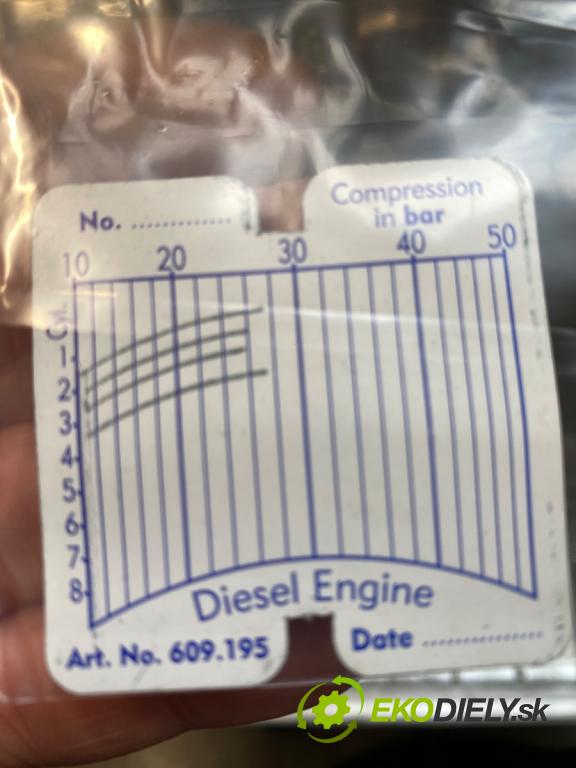 No. ..............
Compression
in bar
10 20 30 40 50
Cyl.
1
2
3
4
5
6
7
8
Diesel Engine
Art. No. 609.195
Date ................
EKODIELY.sk